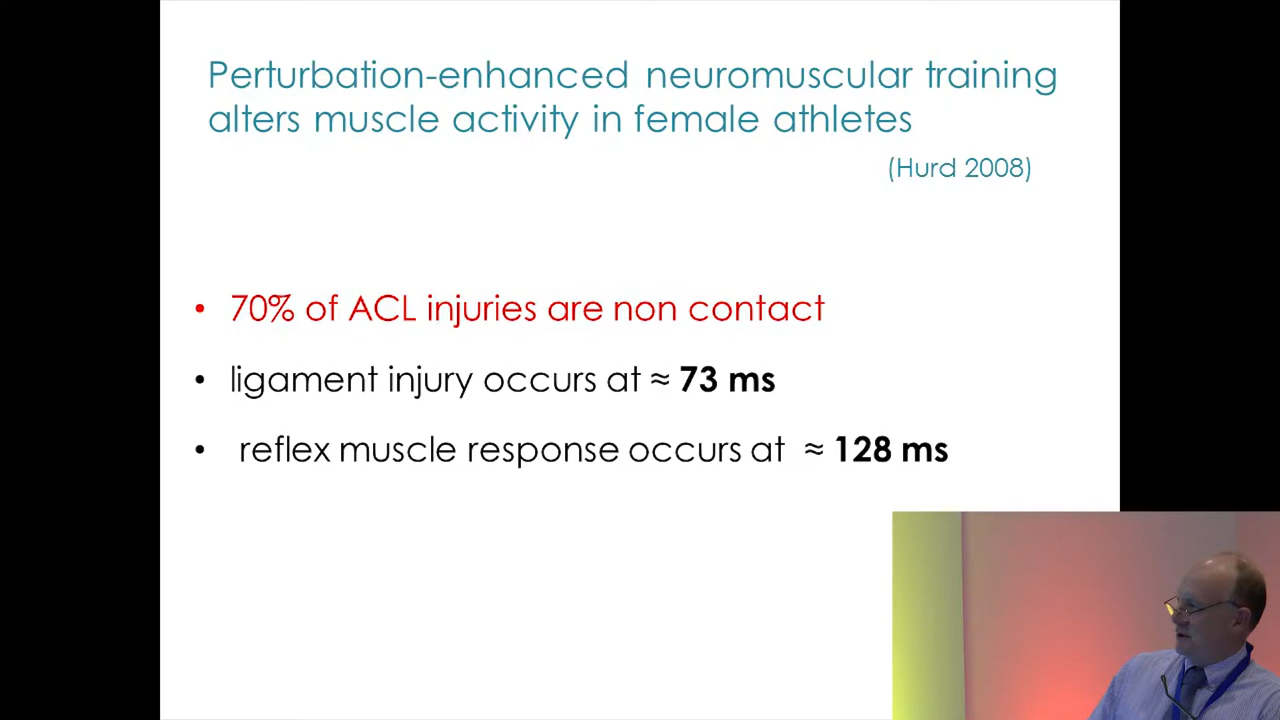 Perturbation-enhanced neuromuscular training
alters muscle activity in female athletes
(Hurd 2008)
• 70% of ACL injuries are non contact
• ligament injury occurs at ≈ 73 ms
• reflex muscle response occurs at ≈ 128 ms